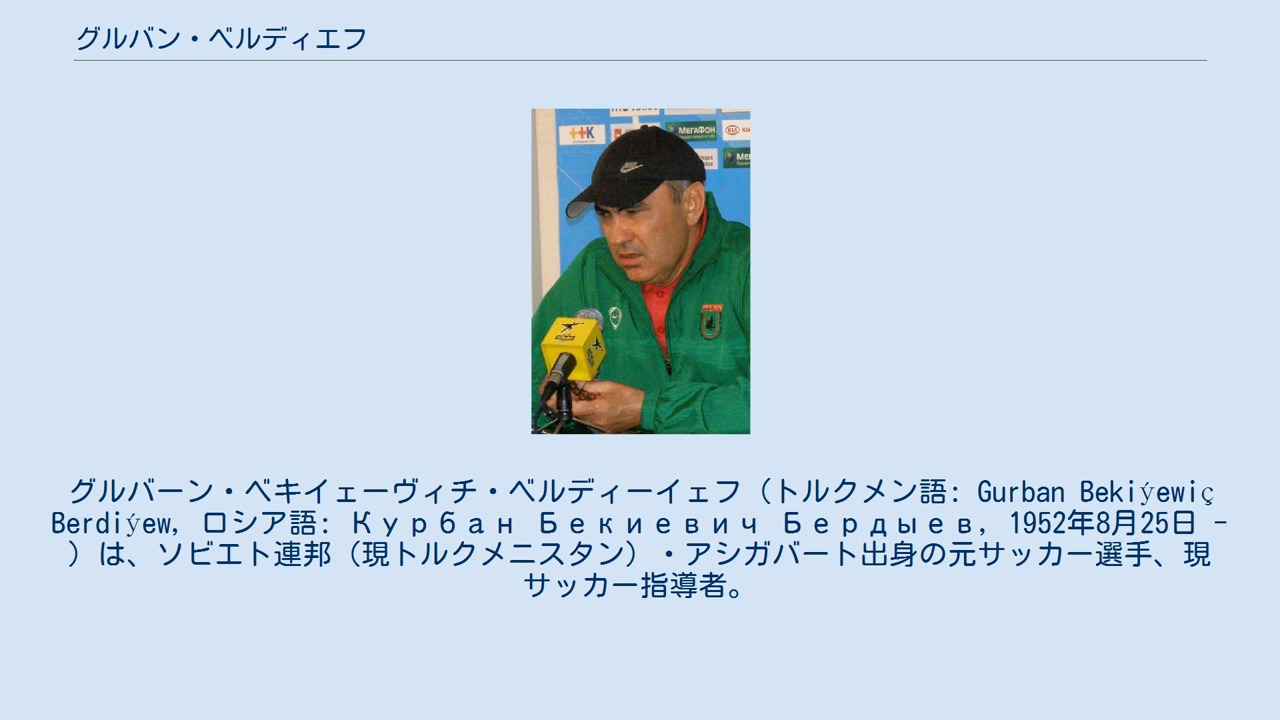 グルバン・ベルディエフ
ТТК
МЕГАФОН
KIA
グルバーン・ベキイェーヴィチ・ベルディーイェフ（トルクメン語: Gurban Bekiýewiç
Berdiýew, ロシア語: Курбан Бекиевич Бердыев, 1952年8月25日 -
）は、ソビエト連邦（現トルクメニスタン）・アシガバート出身の元サッカー選手、現
サッカー指導者。